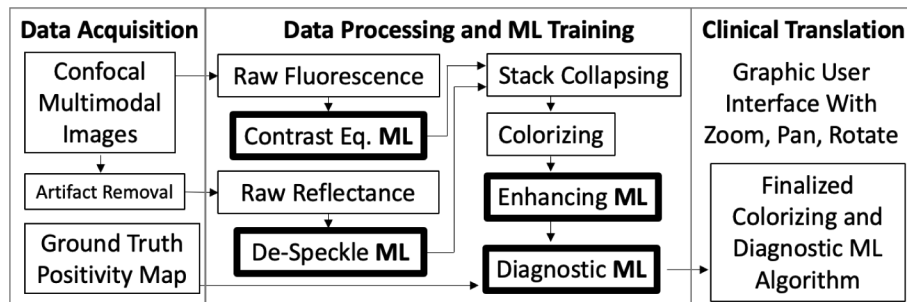 Data Acquisition
Confocal
Multimodal
Images
Artifact Removal
Ground Truth
Positivity Map
Data Processing and ML Training
Raw Fluorescence
Contrast Eq. ML
Raw Reflectance
De-Speckle ML
Stack Collapsing
Colorizing
Enhancing ML
Diagnostic ML
Clinical Translation
Graphic User
Interface With
Zoom, Pan, Rotate
Finalized
Colorizing and
Diagnostic ML
Algorithm